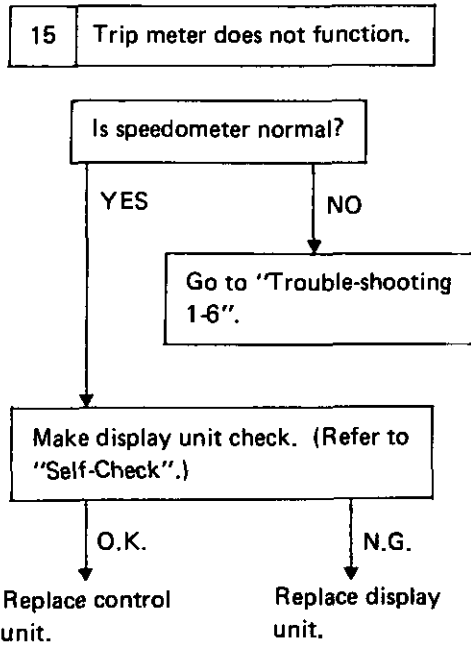 15 Trip meter does not function.
Is speedometer normal?
YES
NO
Go to "Trouble-shooting
1-6".
Make display unit check. (Refer to
"Self-Check".)
O.K.
N.G.
Replace control
unit.
Replace display
unit.